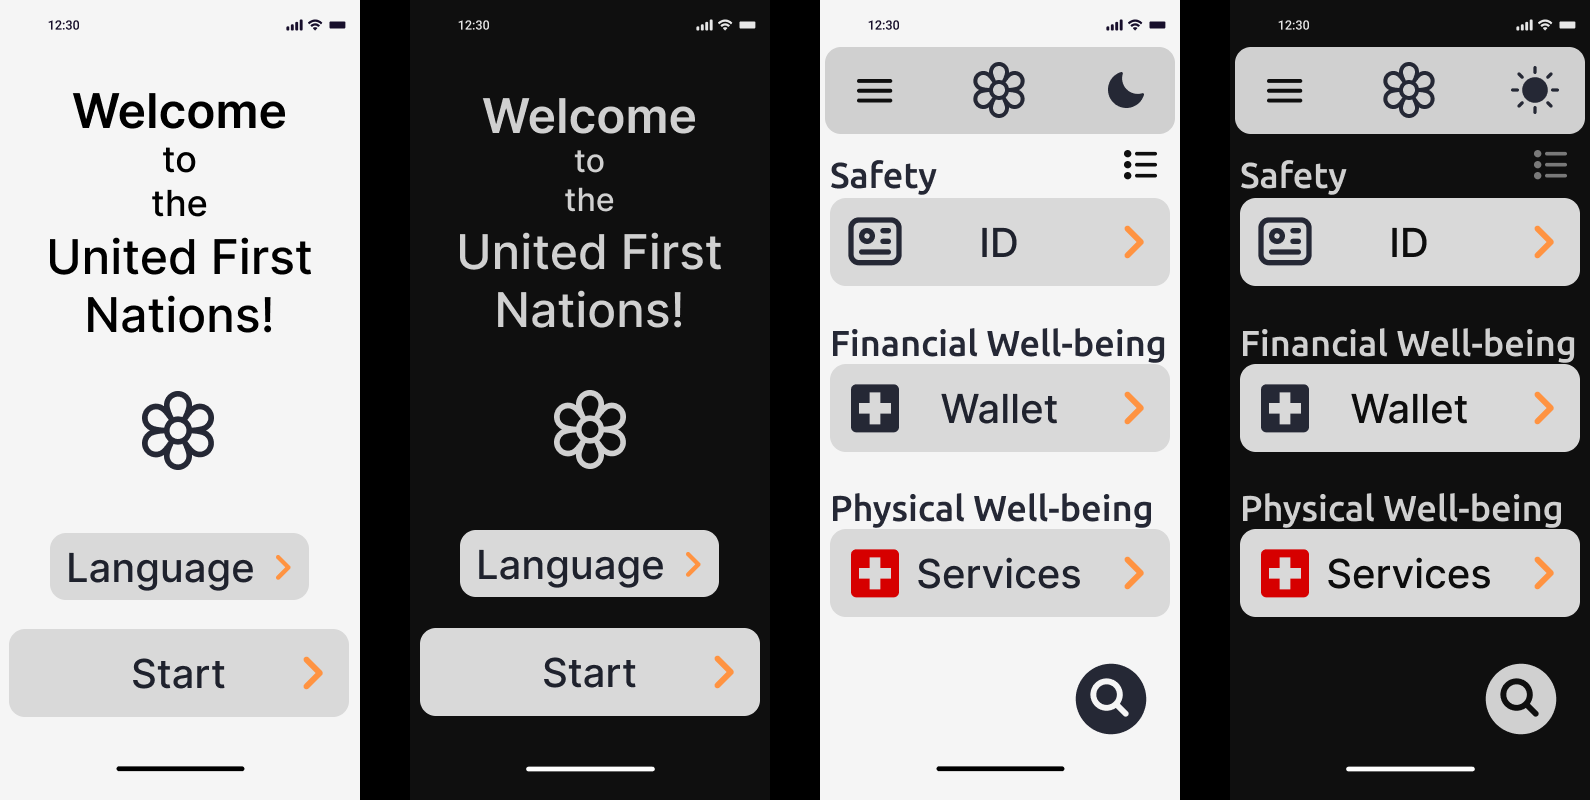 12:30
Welcome
to
the
United First
Nations!
Language
Start
12:30
Welcome
to
the
United First
Nations!
Language
Start
12:30
Safety
ID
Financial Well-being
Wallet
Physical Well-being
Services
12:30
Safety
ID
Financial Well-being
Wallet
Physical Well-being
Services